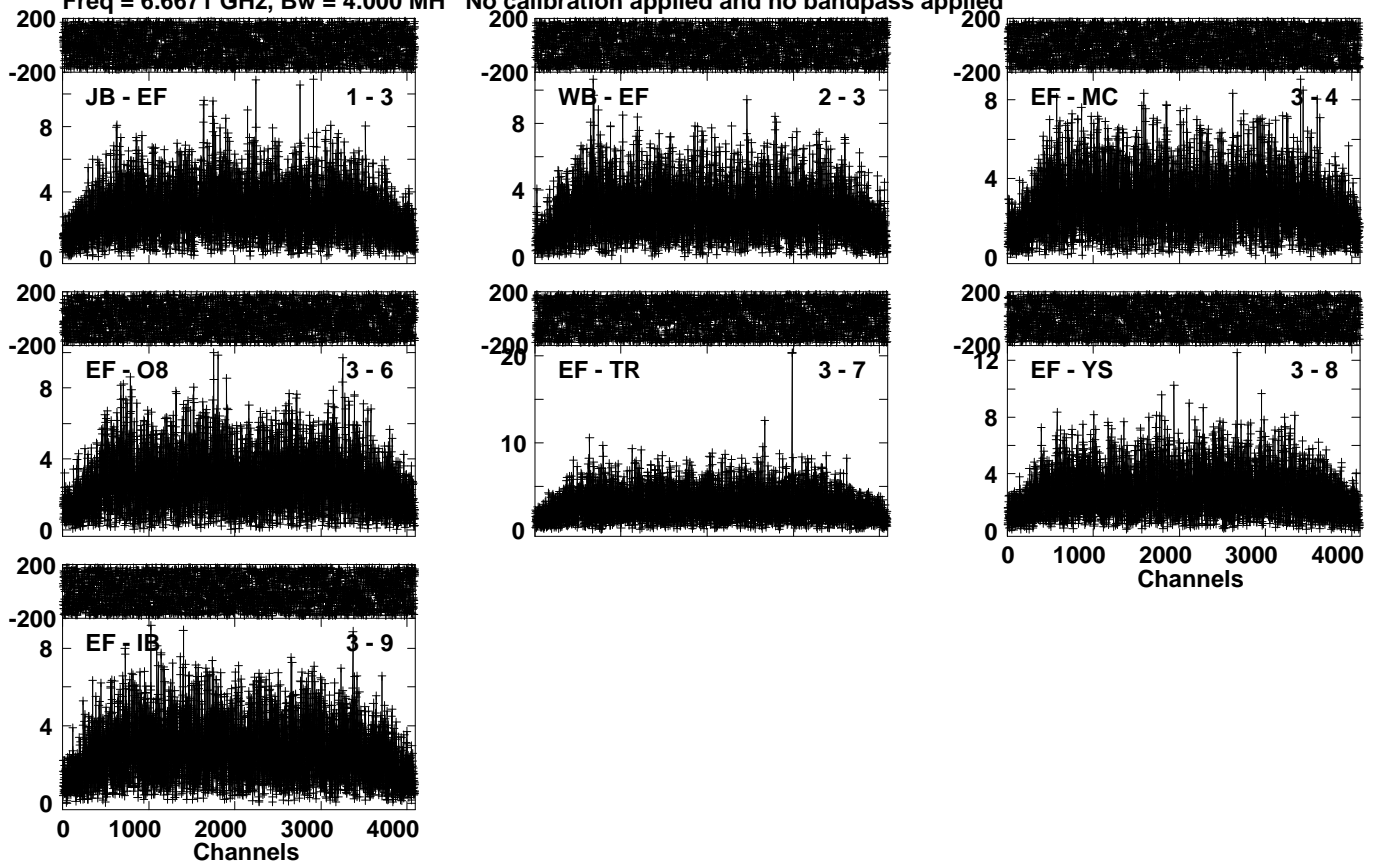 Freq = 6.6671 GHz, Bw = 4.000 MH No calibration applied and no bandpass applied
200 200 200
-200 -200 -200
JB - EF 1 - 3 WB - EF 2 - 3 EF - MC 3 - 4
8 8 8
4 4 4
0 0 0
200 200 200
-200 -200 -200
EF - O8 3 - 6 EF - TR 3 - 7 EF - YS 3 - 8
8 20 12
4 10 8
0 0 4
0
0 1000 2000 3000 4000
Channels
200
-200
EF - IB 3 - 9
8
4
0
0 1000 2000 3000 4000
Channels